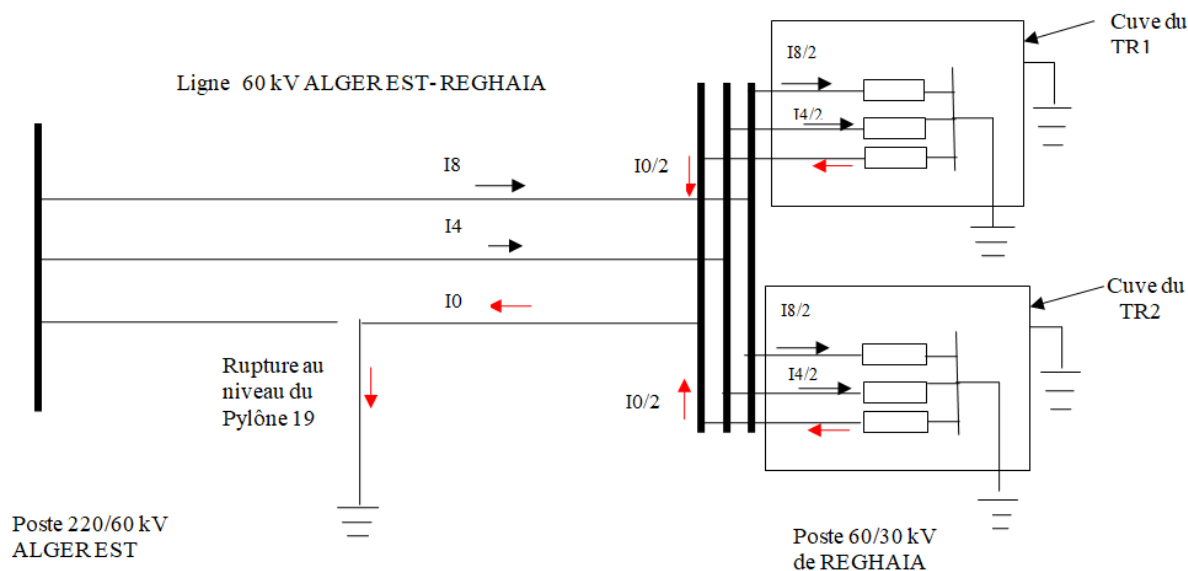 Cuve du
TR1
I8/2
Ligne 60 kV ALGER EST- REGHAIA
I4/2
I8
I0/2
I4
Cuve du
TR2
I0
I8/2
Rupture au
niveau du
Pylône 19
I4/2
I0/2
Poste 220/60 kV
ALGER EST
Poste 60/30 kV
de REGHAIA